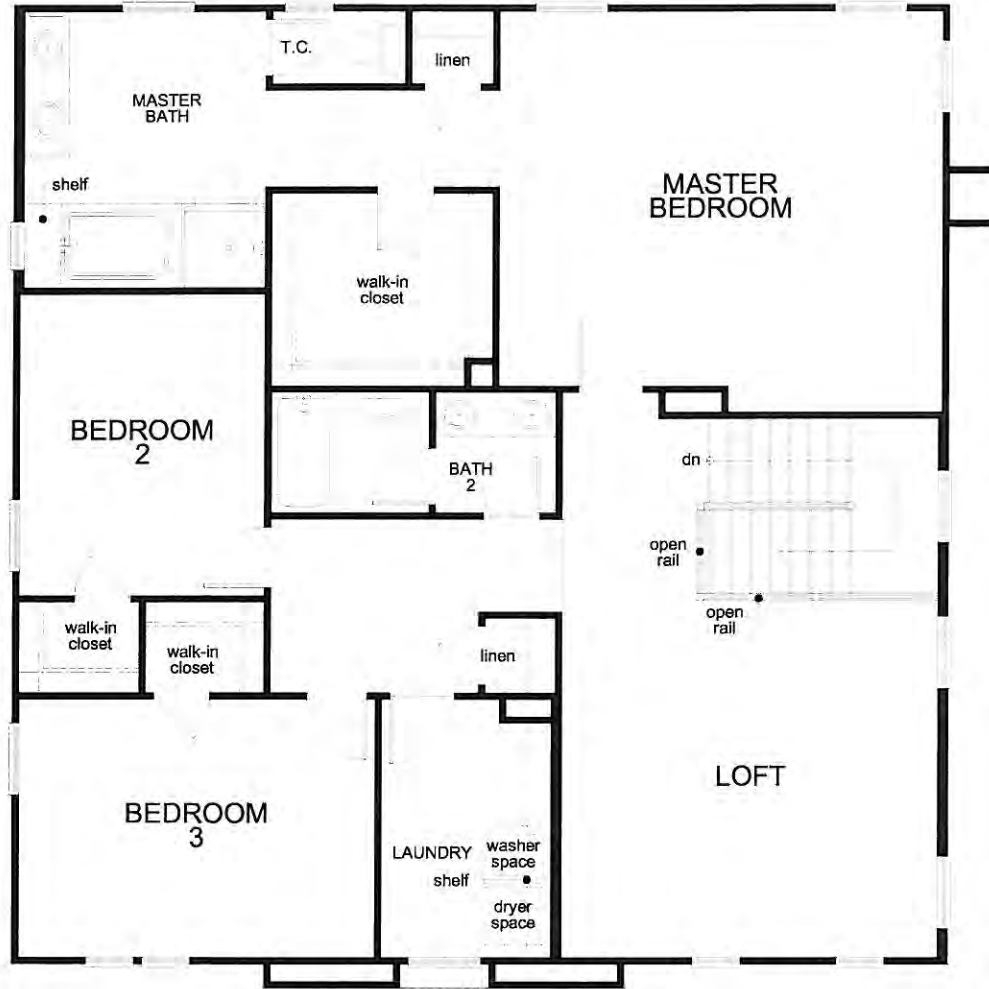 T.C.
linen
MASTER
BATH
shelf
MASTER
BEDROOM
walk-in
closet
BEDROOM
2
BATH
2
dn
open
rail
open
rail
walk-in
closet
walk-in
closet
linen
LOFT
BEDROOM
3
LAUNDRY
washer
space
shelf
dryer
space